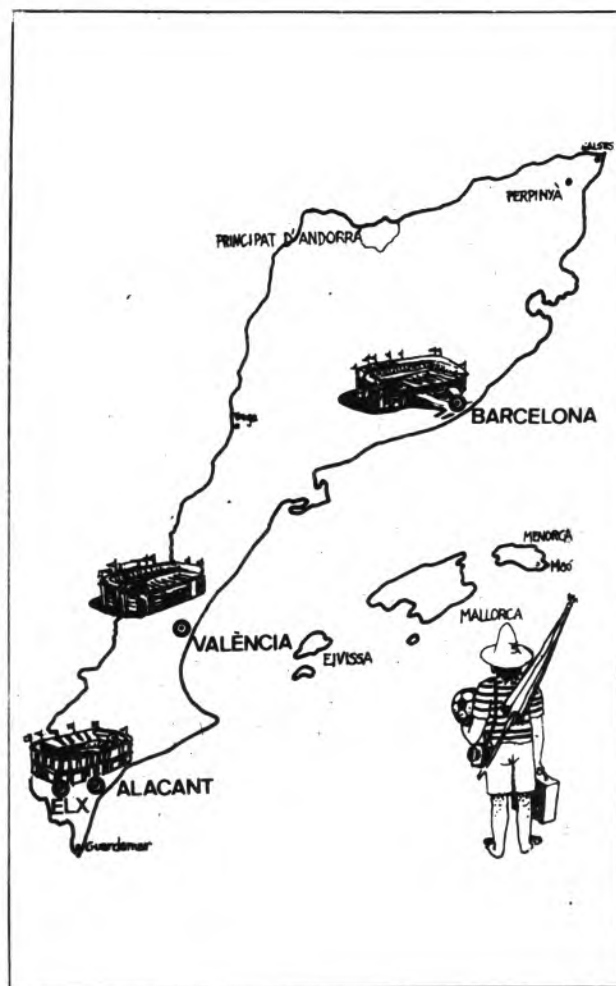 SALSES
PERPINYÀ
PRINCIPAT D'ANDORRA
BARCELONA
MENORCA
Maó
MALLORCA
VALÈNCIA
EIVISSA
ELX
ALACANT
Guardamar